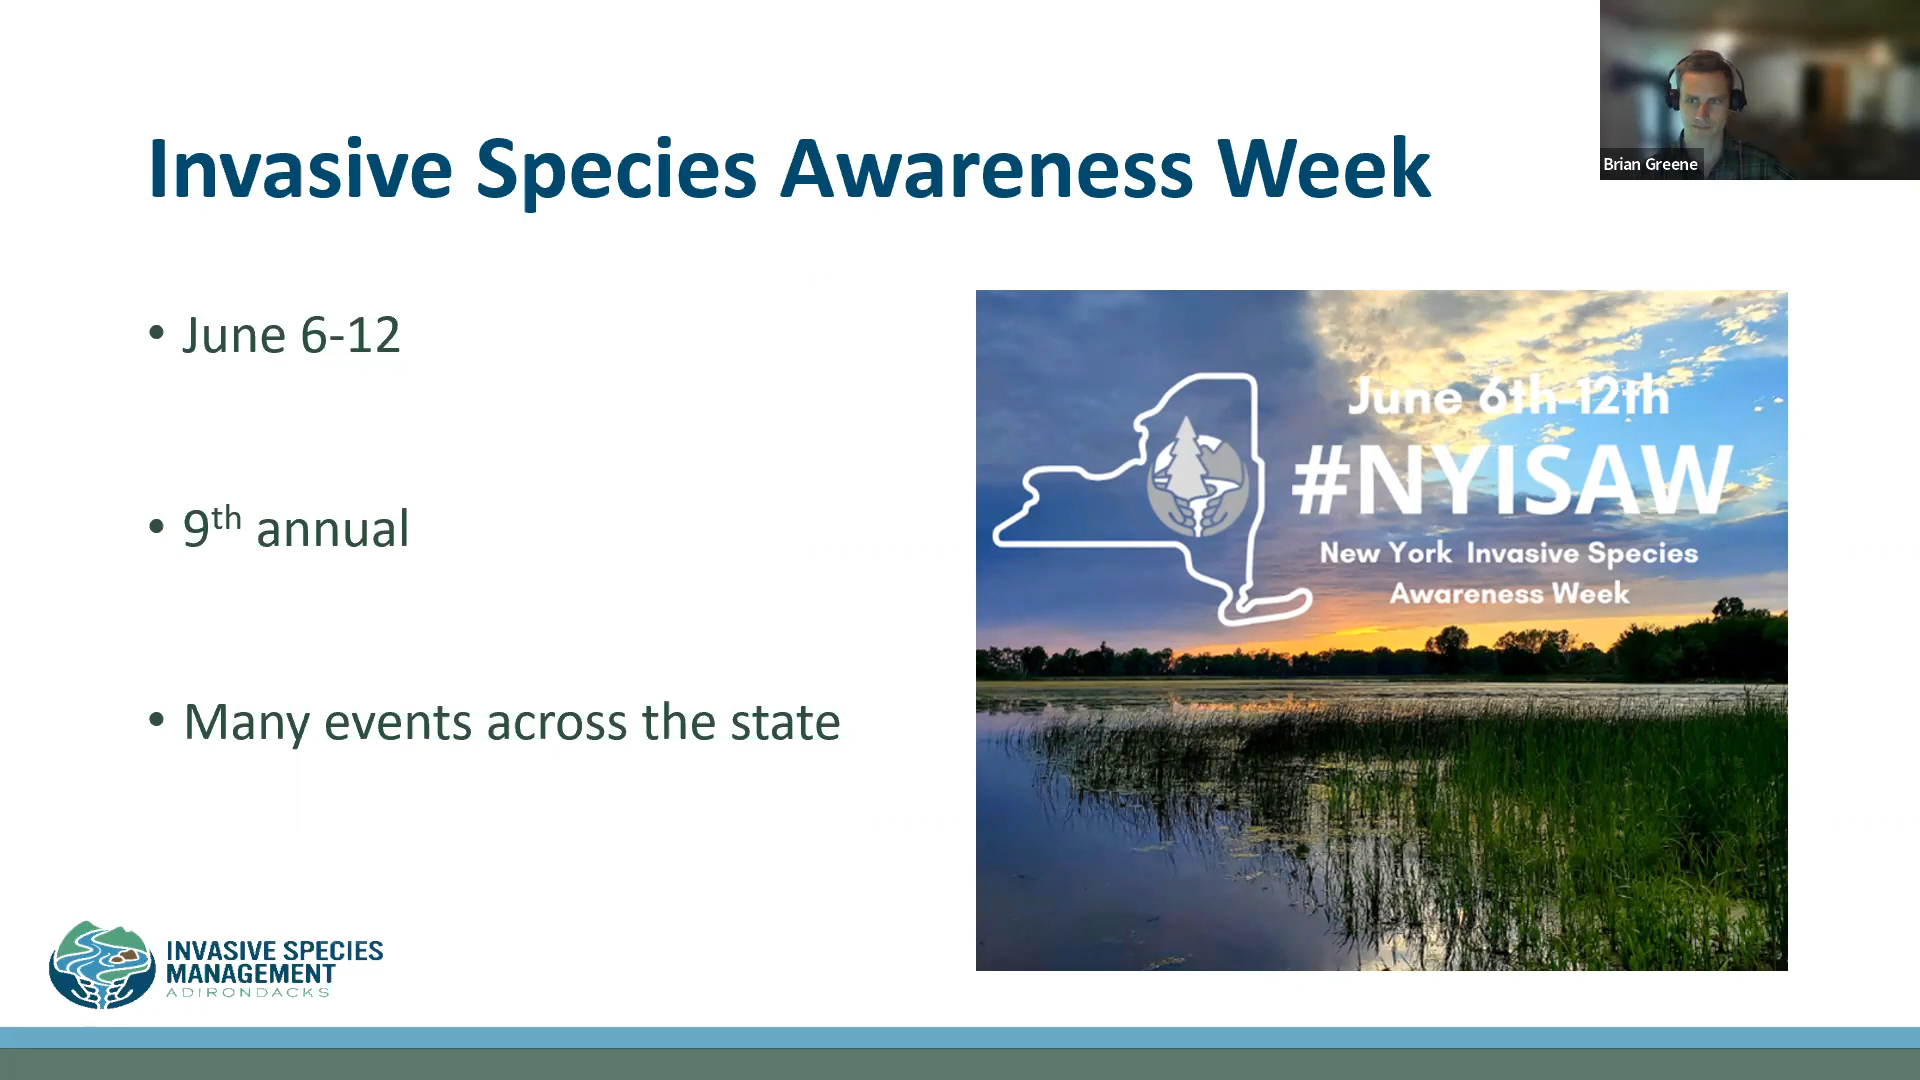 Invasive Species Awareness Week
Brian Greene
• June 6-12
• 9th annual
• Many events across the state
June 6th-12th
#NYISAW
New York Invasive Species
Awareness Week
INVASIVE SPECIES
MANAGEMENT
ADIRONDACKS